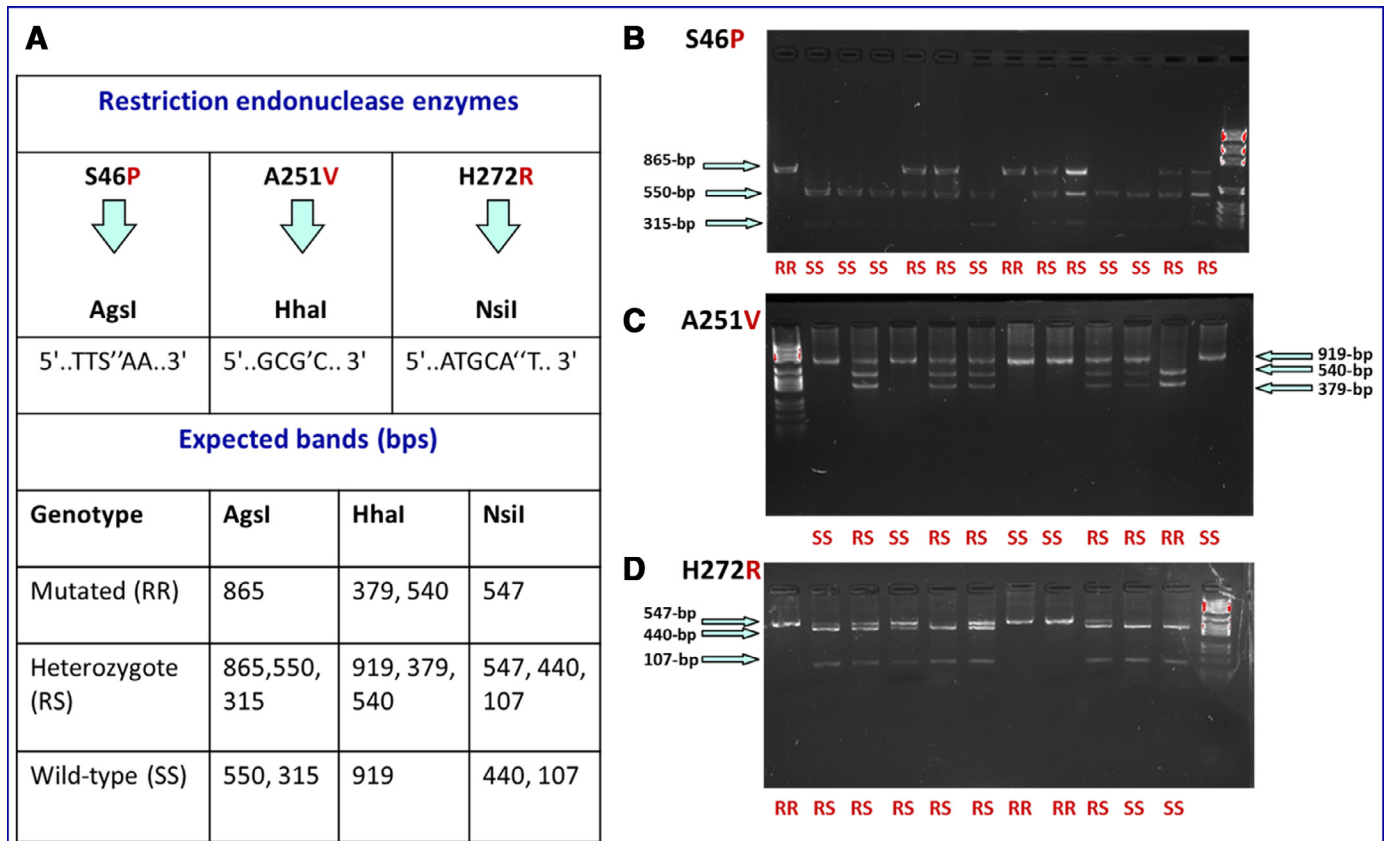 A
Restriction endonuclease enzymes
S46P
A251V
H272R
AgsI
HhaI
NsiI
5'..TTS’’AA..3'
5'..GCG'C.. 3'
5'..ATGCA‘‘T.. 3'
Expected bands (bps)
Genotype
AgsI
HhaI
NsiI
Mutated (RR)
865
379, 540
547
Heterozygote
(RS)
865,550,
315
919, 379,
540
547, 440,
107
Wild-type (SS)
550, 315
919
440, 107
B
S46P
865-bp
550-bp
315-bp
RR SS SS SS RS RS SS RR RS RS SS SS RS RS
C
A251V
919-bp
540-bp
379-bp
SS RS SS RS RS SS SS RS RS RR SS
D
H272R
547-bp
440-bp
107-bp
RR RS RS RS RS RS RR RR RS SS SS